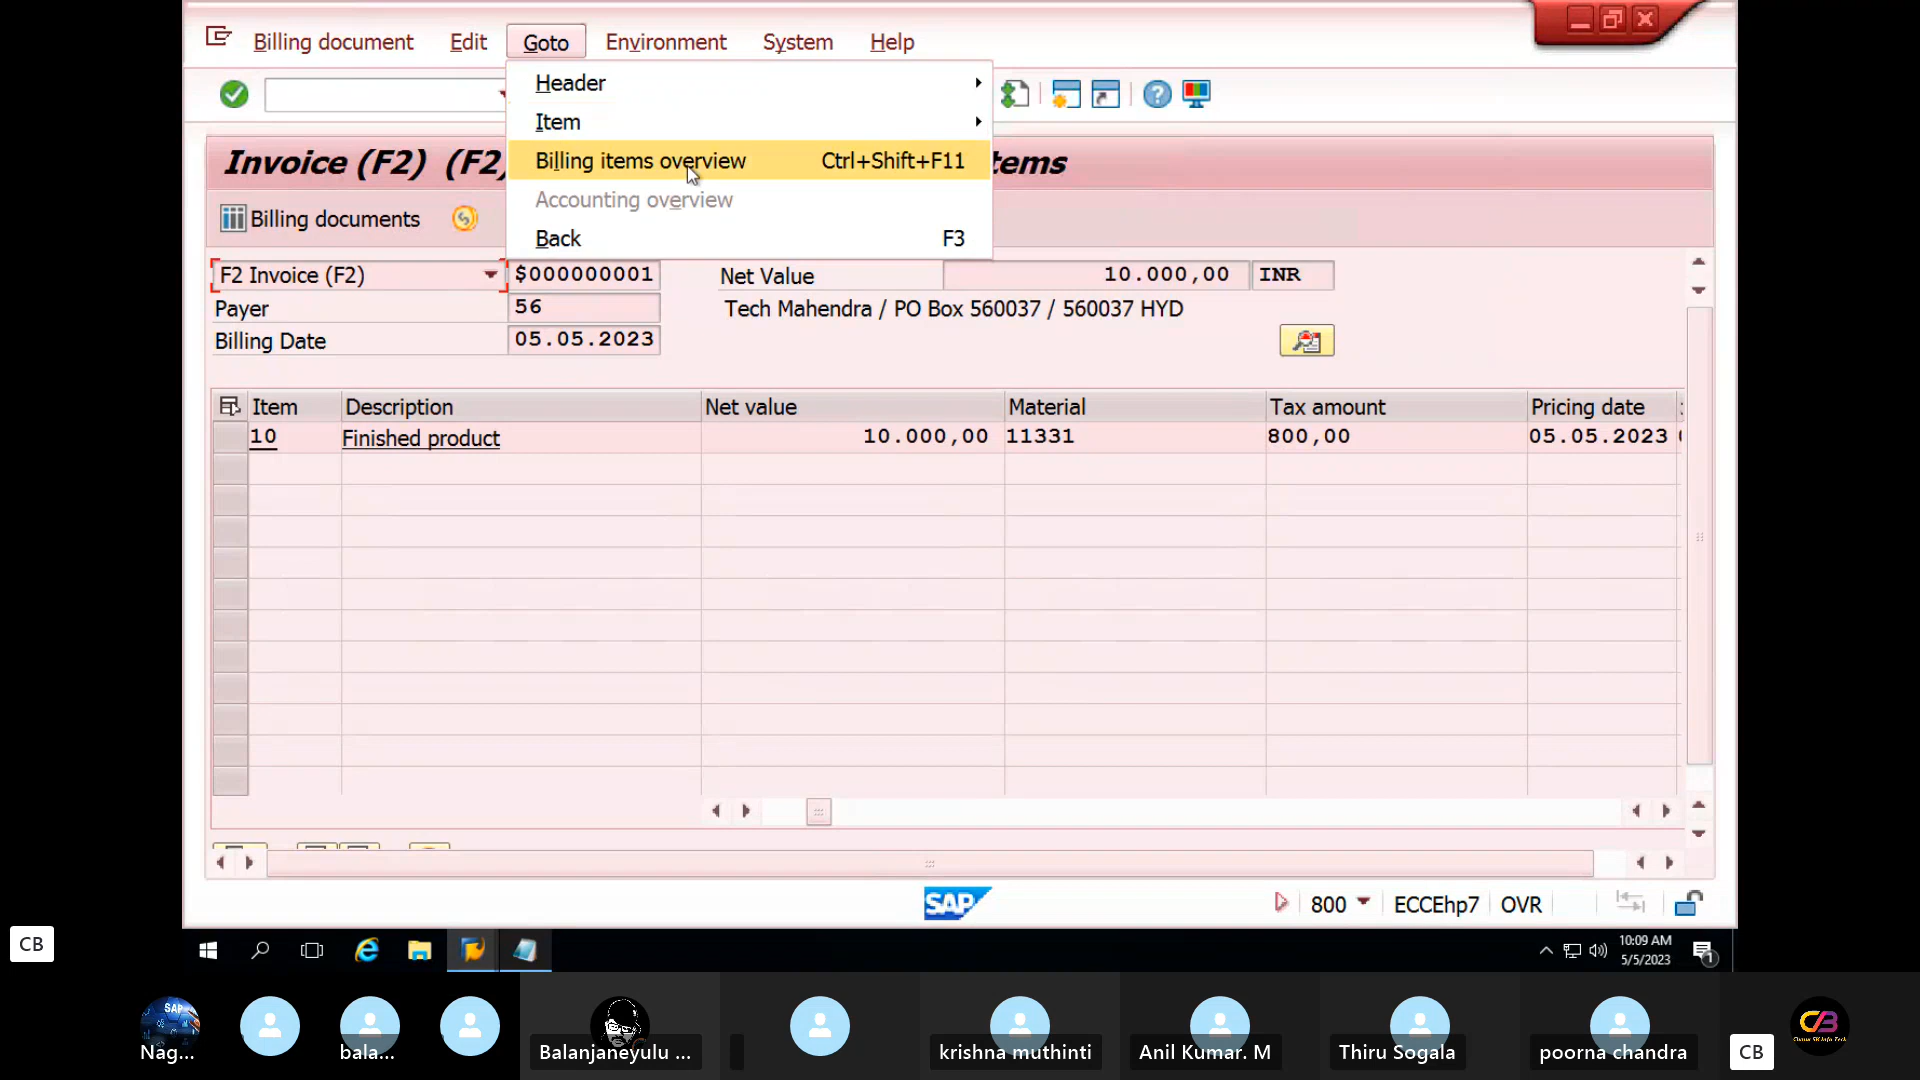 Billing document Edit Goto Environment System Help
Header
Item
Billing items overview Ctrl+Shift+F11
Accounting overview
Back F3
Invoice (F2) (F2) tems
Billing documents
F2 Invoice (F2) $000000001 Net Value 10.000,00 INR
Payer 56 Tech Mahendra / PO Box 560037 / 560037 HYD
Billing Date 05.05.2023
Item Description Net value Material Tax amount Pricing date
10 Finished product 10.000,00 11331 800,00 05.05.2023
SAP 800 ECCEhp7 OVR
CB
10:09 AM
5/5/2023
1
SAP
Nag... bala... Balanjaneyulu ... krishna muthinti Anil Kumar. M Thiru Sogala poorna chandra CB